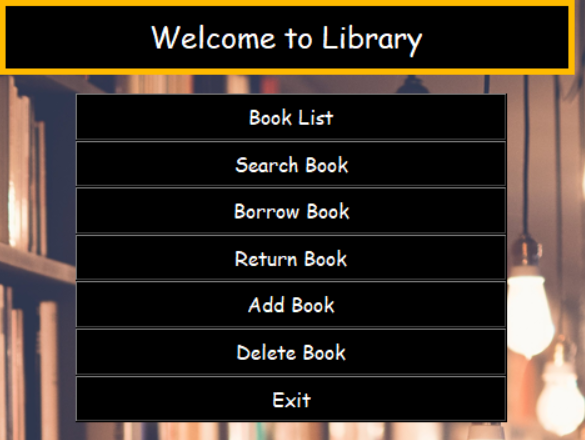 Welcome to Library
Book List
Search Book
Borrow Book
Return Book
Add Book
Delete Book
Exit